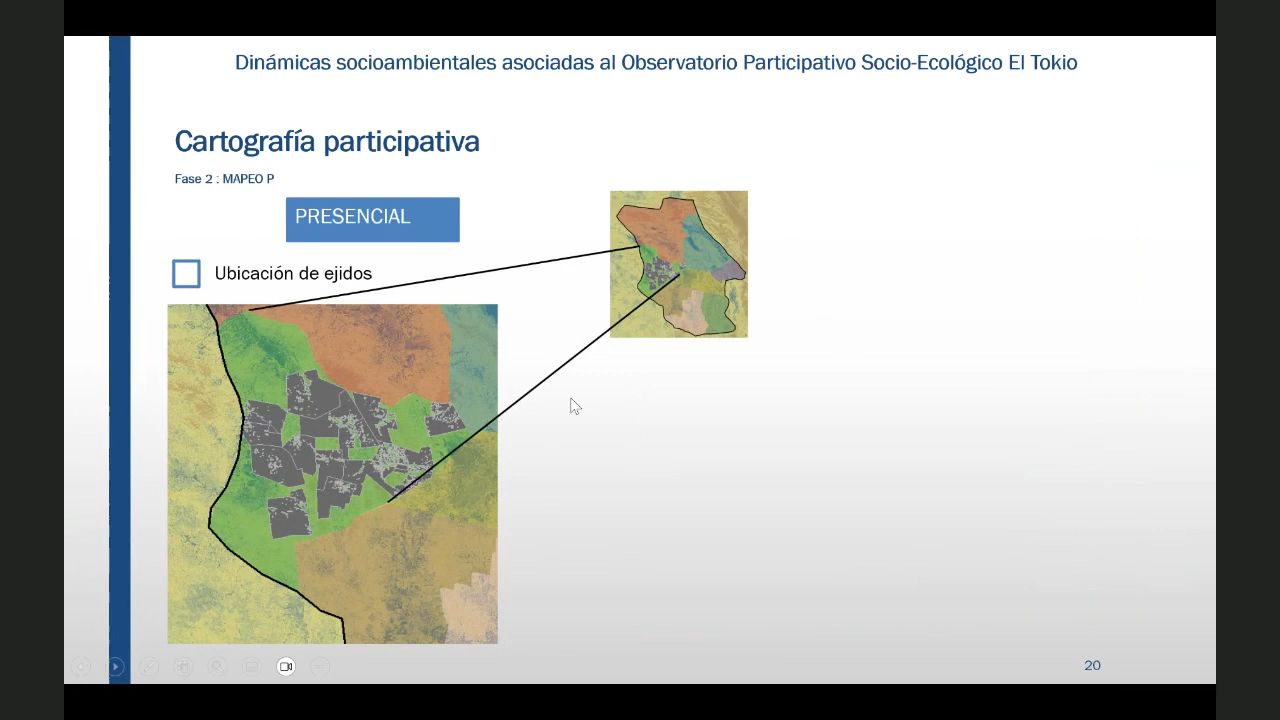 Dinámicas socioambientales asociadas al Observatorio Participativo Socio-Ecológico El Tokio
Cartografía participativa
Fase 2 : MAPEO P
PRESENCIAL
Ubicación de ejidos
20